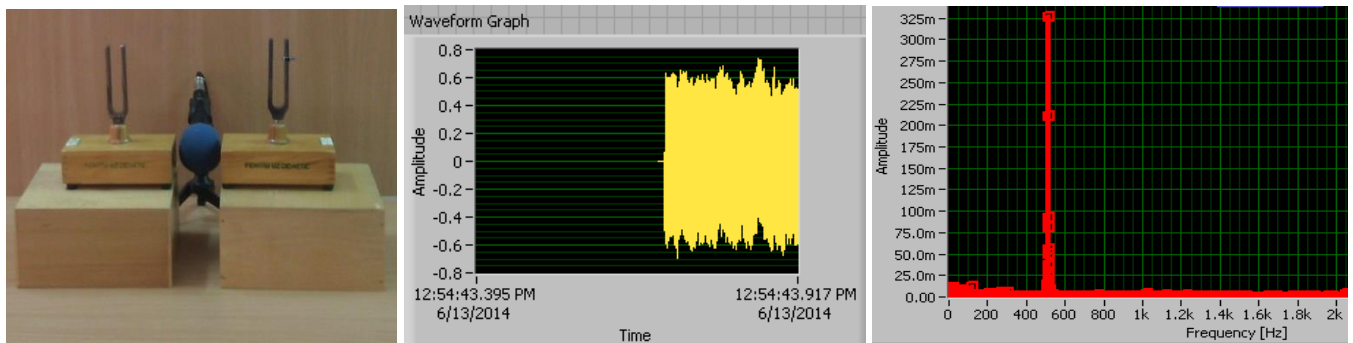 Waveform Graph
Amplitude
0.8
0.6
0.4
0.2
0
-0.2
-0.4
-0.6
-0.8
12:54:43.395 PM
6/13/2014
12:54:43.917 PM
6/13/2014
Time
Amplitude
325m
300m
275m
250m
225m
200m
175m
150m
125m
100m
75.0m
50.0m
25.0m
0.00
0 200 400 600 800 1k 1.2k 1.4k 1.6k 1.8k 2k
Frequency [Hz]